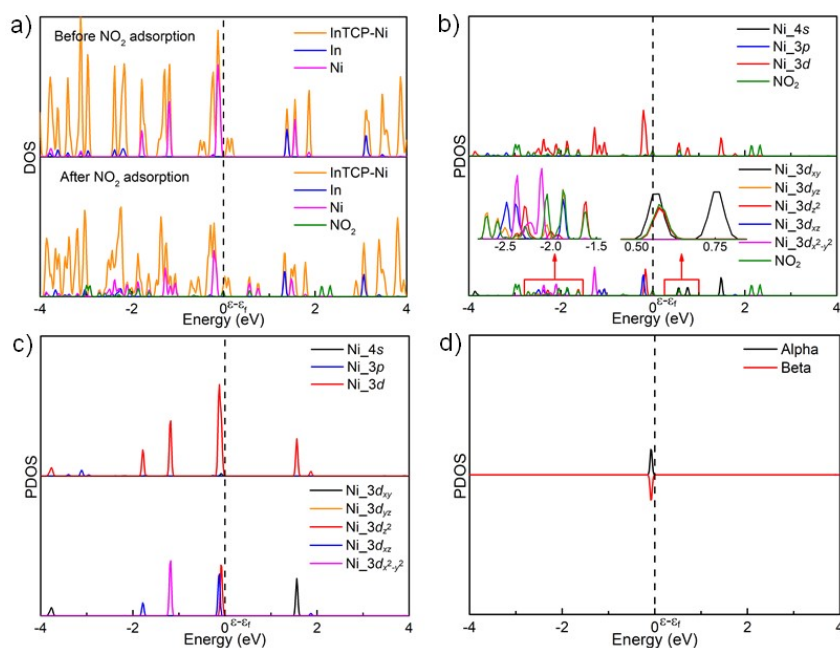 a)
Before NO₂ adsorption
InTCP-Ni
In
Ni
After NO₂ adsorption
InTCP-Ni
In
Ni
NO₂
DOS
-4 -2 0 2 4
ε-εf
Energy (eV)
b)
Ni_4s
Ni_3p
Ni_3d
NO₂
Ni_3dxy
Ni_3dyz
Ni_3dz²
Ni_3dxz
Ni_3dx²-y²
NO₂
-2.5 -2.0 -1.5
0.50 0.75
PDOS
-4 -2 0 2 4
ε-εf
Energy (eV)
c)
Ni_4s
Ni_3p
Ni_3d
Ni_3dxy
Ni_3dyz
Ni_3dz²
Ni_3dxz
Ni_3dx²-y²
PDOS
-4 -2 0 2 4
ε-εf
Energy (eV)
d)
Alpha
Beta
PDOS
-4 -2 0 2 4
ε-εf
Energy (eV)